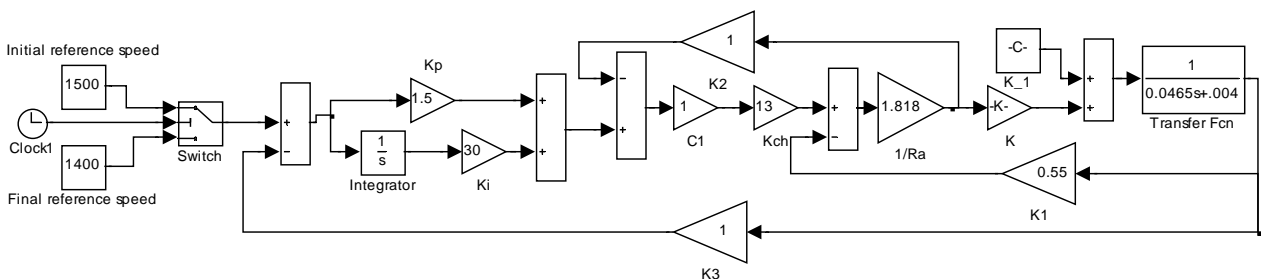 Initial reference speed
1500
Clock1
Switch
1400
Final reference speed
+
−
Kp
1.5
1
s
Integrator
30
Ki
+
+
−
+
1
K2
1
C1
13
Kch
+
−
1.818
1/Ra
-K-
K
-C-
K_1
+
+
1
0.0465s+.004
Transfer Fcn
0.55
K1
1
K3